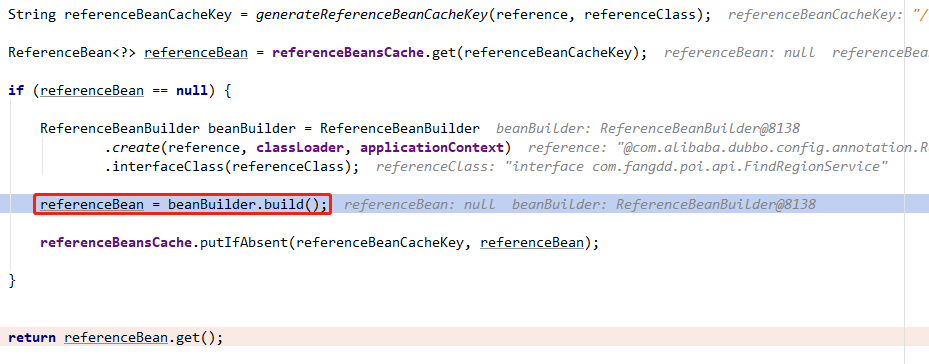 String referenceBeanCacheKey = generateReferenceBeanCacheKey(reference, referenceClass);  referenceBeanCacheKey: "/
ReferenceBean<?> referenceBean = referenceBeansCache.get(referenceBeanCacheKey);  referenceBean: null  referenceBeans
if (referenceBean == null) {
ReferenceBeanBuilder beanBuilder = ReferenceBeanBuilder  beanBuilder: ReferenceBeanBuilder@8138
.create(reference, classLoader, applicationContext)  reference: "@com.alibaba.dubbo.config.annotation.R
.interfaceClass(referenceClass);  referenceClass: "interface com.fangdd.poi.api.FindRegionService"
referenceBean = beanBuilder.build();  referenceBean: null  beanBuilder: ReferenceBeanBuilder@8138
referenceBeansCache.putIfAbsent(referenceBeanCacheKey, referenceBean);
}
return referenceBean.get();